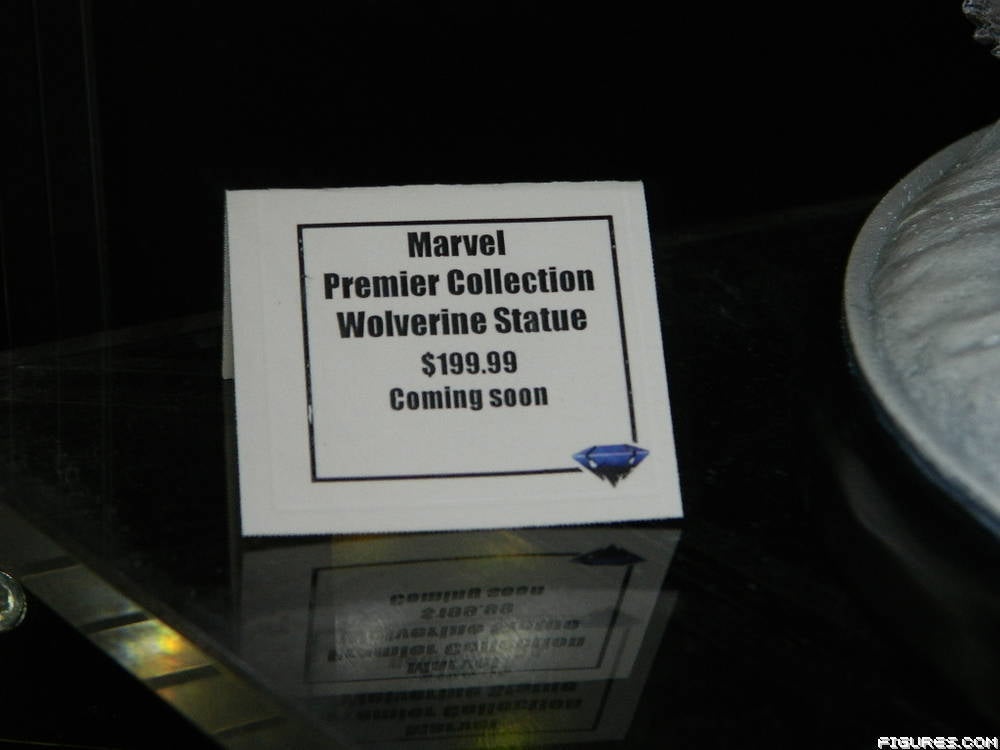 Marvel
Premier Collection
Wolverine Statue
$199.99
Coming soon
FIGURES.COM